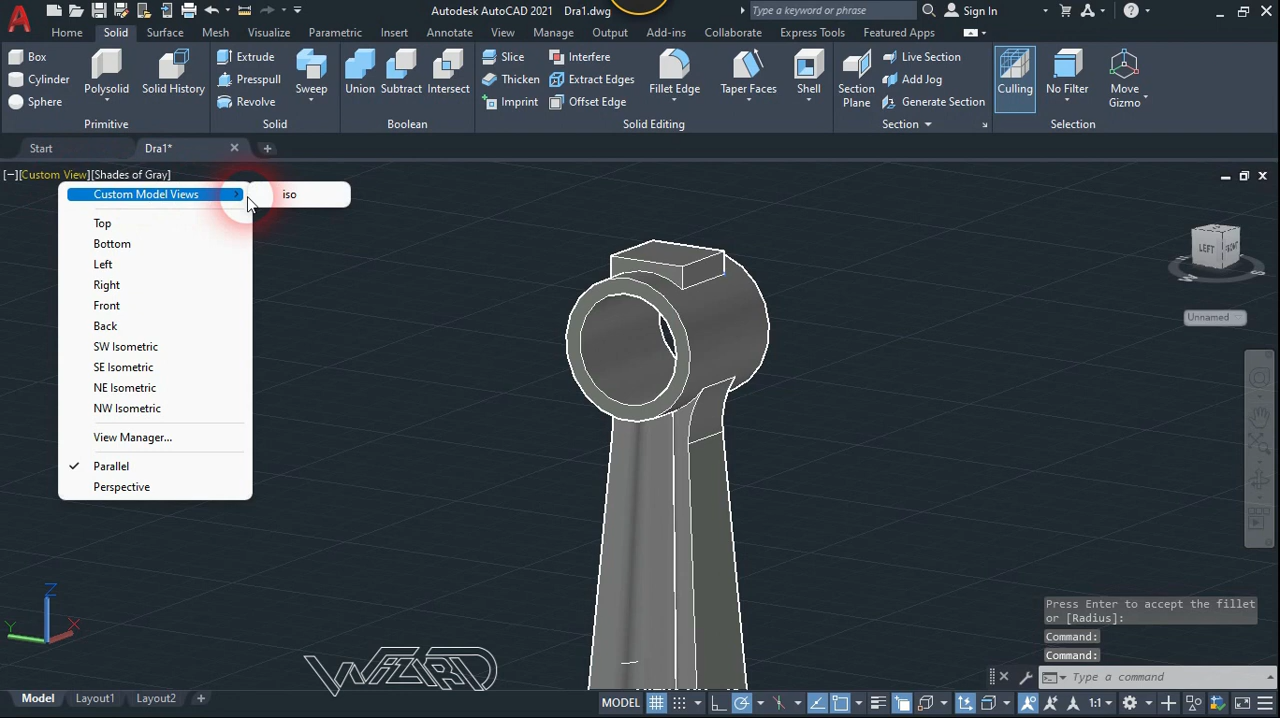 Autodesk AutoCAD 2021 Dra1.dwg
Type a keyword or phrase
Sign In
Home Solid Surface Mesh Visualize Parametric Insert Annotate View Manage Output Add-ins Collaborate Express Tools Featured Apps
Box
Cylinder
Sphere
Polysolid
Solid History
Primitive
Extrude
Presspull
Revolve
Sweep
Solid
Union
Subtract
Intersect
Boolean
Slice
Thicken
Imprint
Interfere
Extract Edges
Offset Edge
Fillet Edge
Taper Faces
Shell
Solid Editing
Section
Plane
Live Section
Add Jog
Generate Section
Section
Culling
No Filter
Move
Gizmo
Selection
Start
Dra1*
[−][Custom View][Shades of Gray]
Custom Model Views
iso
Top
Bottom
Left
Right
Front
Back
SW Isometric
SE Isometric
NE Isometric
NW Isometric
View Manager...
Parallel
Perspective
LEFT
FRONT
Unnamed
Z
Y
X
WIZARD
Press Enter to accept the fillet
or [Radius]:
Command:
Command:
Type a command
Model Layout1 Layout2
MODEL
1:1